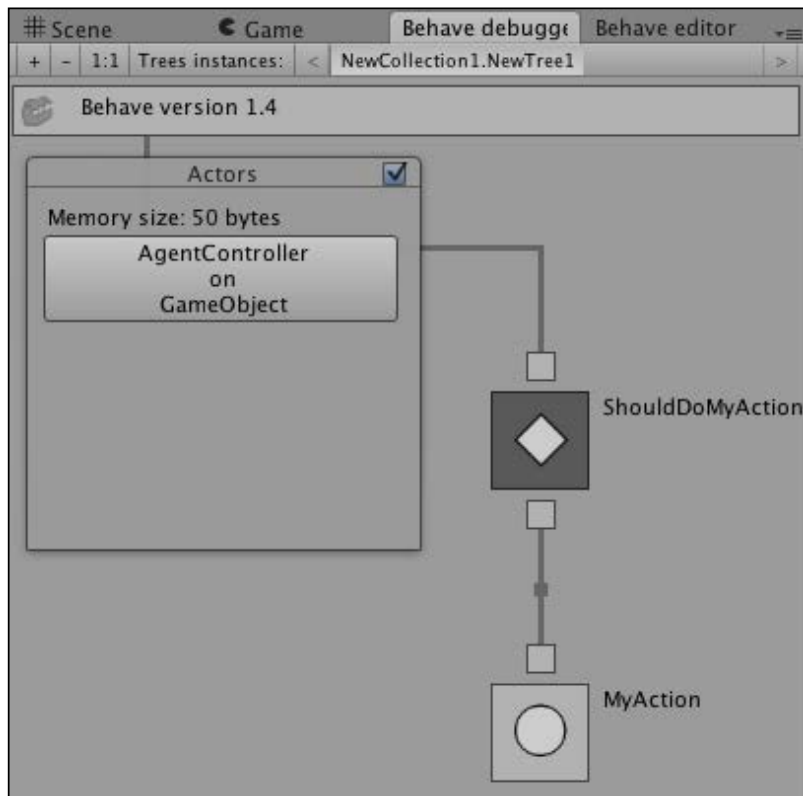 Scene Game Behave debugge Behave editor
+ - 1:1 Trees instances: < NewCollection1.NewTree1 >
Behave version 1.4
Actors
Memory size: 50 bytes
AgentController
on
GameObject
ShouldDoMyAction
MyAction